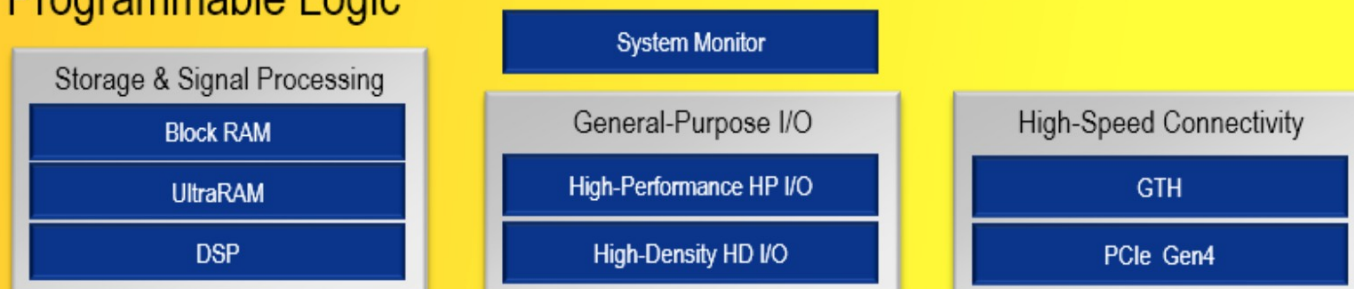 Programmable Logic
System Monitor
Storage & Signal Processing
Block RAM
UltraRAM
DSP
General-Purpose I/O
High-Performance HP I/O
High-Density HD I/O
High-Speed Connectivity
GTH
PCIe Gen4